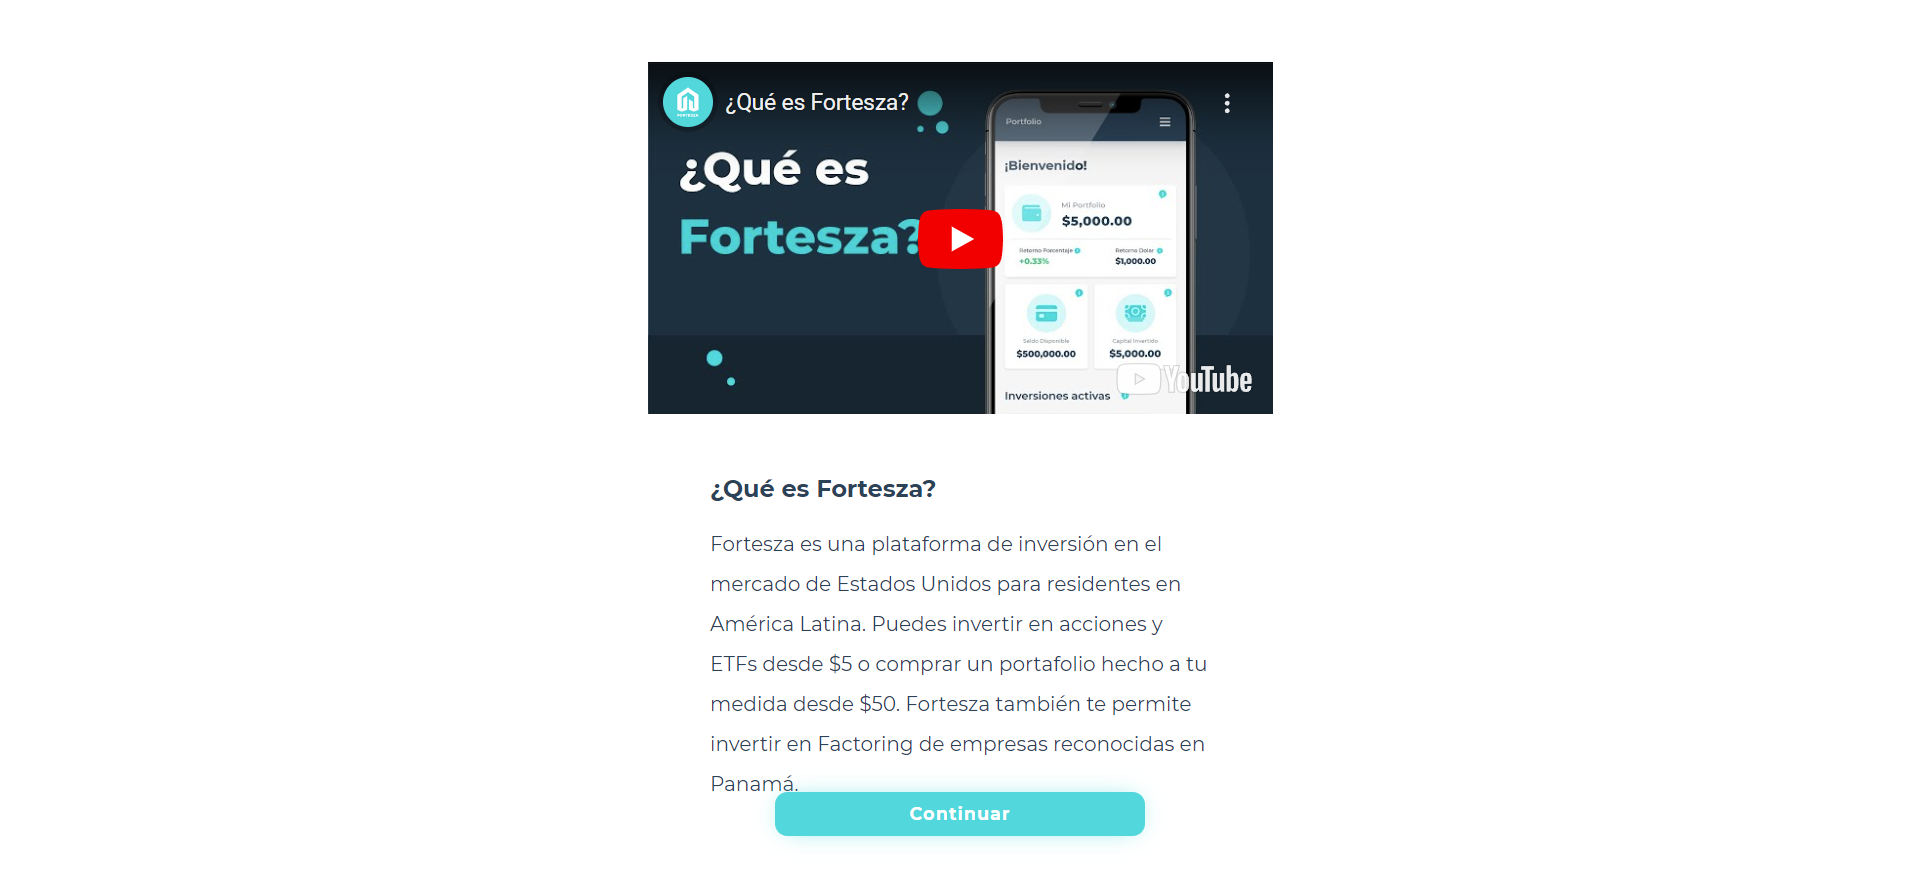 ¿Qué es Fortesza?
¿Qué es
Fortesza?
Portfolio
¡Bienvenido!
Mi Portfolio
$5,000.00
Retorno Porcentaje
Retorno Dolar
+0.33%
$1,000.00
Saldo Disponible
Capital Invertido
$500,000.00
$5,000.00
YouTube
Inversiones activas
¿Qué es Fortesza?
Fortesza es una plataforma de inversión en el
mercado de Estados Unidos para residentes en
América Latina. Puedes invertir en acciones y
ETFs desde $5 o comprar un portafolio hecho a tu
medida desde $50. Fortesza también te permite
invertir en Factoring de empresas reconocidas en
Panamá.
Continuar